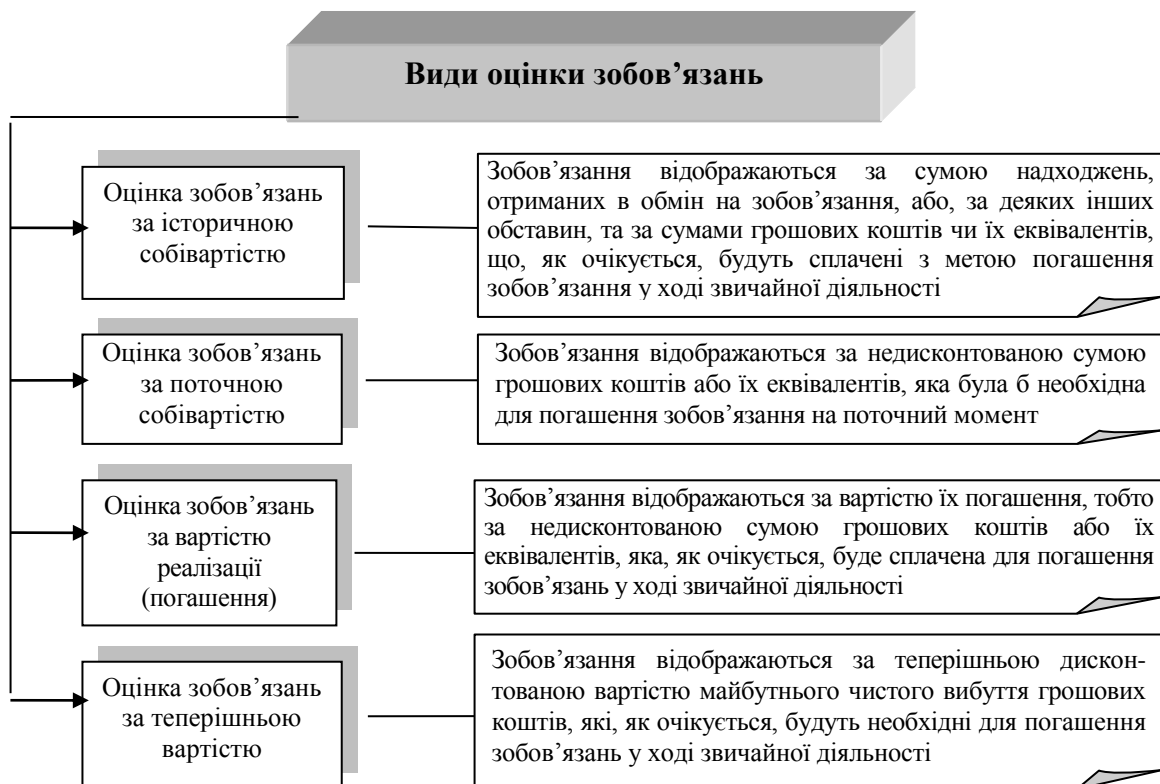 Види оцінки зобов’язань
Оцінка зобов’язань
за історичною
собівартістю
Зобов’язання відображаються за сумою надходжень,
отриманих в обмін на зобов’язання, або, за деяких інших
обставин, та за сумами грошових коштів чи їх еквівалентів,
що, як очікується, будуть сплачені з метою погашення
зобов’язання у ході звичайної діяльності
Оцінка зобов’язань
за поточною
собівартістю
Зобов’язання відображаються за недисконтованою сумою
грошових коштів або їх еквівалентів, яка була б необхідна
для погашення зобов’язання на поточний момент
Оцінка зобов’язань
за вартістю
реалізації
(погашення)
Зобов’язання відображаються за вартістю їх погашення, тобто
за недисконтованою сумою грошових коштів або їх
еквівалентів, яка, як очікується, буде сплачена для погашення
зобов’язань у ході звичайної діяльності
Оцінка зобов’язань
за теперішньою
вартістю
Зобов’язання відображаються за теперішньою дискон-
тованою вартістю майбутнього чистого вибуття грошових
коштів, які, як очікується, будуть необхідні для погашення
зобов’язань у ході звичайної діяльності